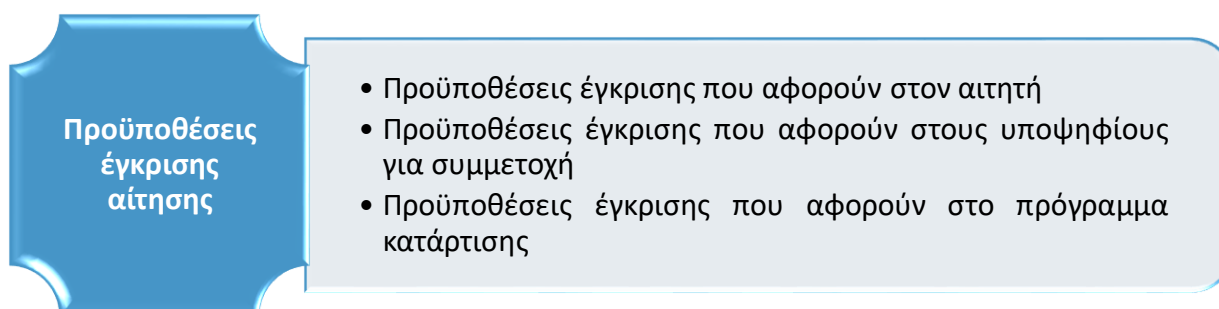 Προϋποθέσεις
έγκρισης
αίτησης
• Προϋποθέσεις έγκρισης που αφορούν στον αιτητή
• Προϋποθέσεις έγκρισης που αφορούν στους υποψηφίους
για συμμετοχή
• Προϋποθέσεις έγκρισης που αφορούν στο πρόγραμμα
κατάρτισης